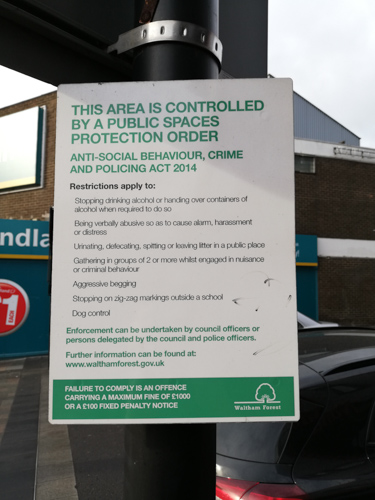 THIS AREA IS CONTROLLED
BY A PUBLIC SPACES
PROTECTION ORDER
ANTI-SOCIAL BEHAVIOUR, CRIME
AND POLICING ACT 2014
Restrictions apply to:
Stopping drinking alcohol or handing over containers of
alcohol when required to do so
Being verbally abusive so as to cause alarm, harassment
or distress
Urinating, defecating, spitting or leaving litter in a public place
Gathering in groups of 2 or more whilst engaged in nuisance
or criminal behaviour
Aggressive begging
Stopping on zig-zag markings outside a school
Dog control
Enforcement can be undertaken by council officers or
persons delegated by the council and police officers.
Further information can be found at:
www.walthamforest.gov.uk
FAILURE TO COMPLY IS AN OFFENCE
CARRYING A MAXIMUM FINE OF £1000
OR A £100 FIXED PENALTY NOTICE
Waltham Forest
ndla
£1
EACH